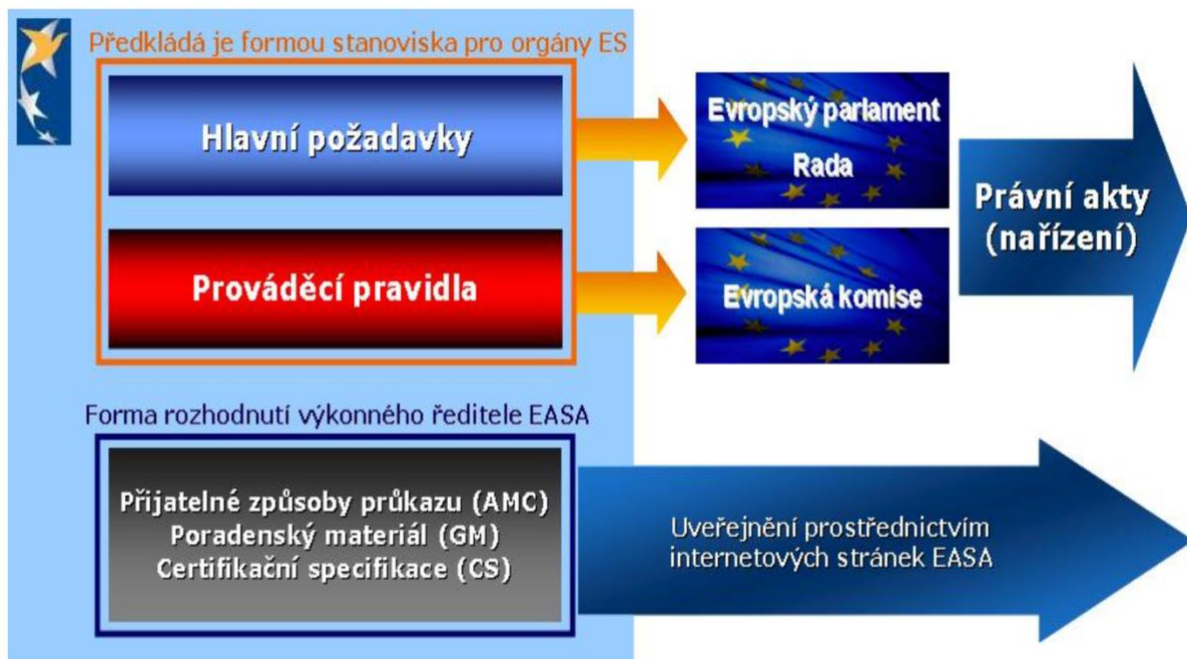 Předkládá je formou stanoviska pro orgány ES
Hlavní požadavky
Evropský parlament
Rada
Právní akty
(nařízení)
Prováděcí pravidla
Evropská komise
Forma rozhodnutí výkonného ředitele EASA
Přijatelné způsoby průkazu (AMC)
Poradenský materiál (GM)
Certifikační specifikace (CS)
Uveřejnění prostřednictvím
internetových stránek EASA